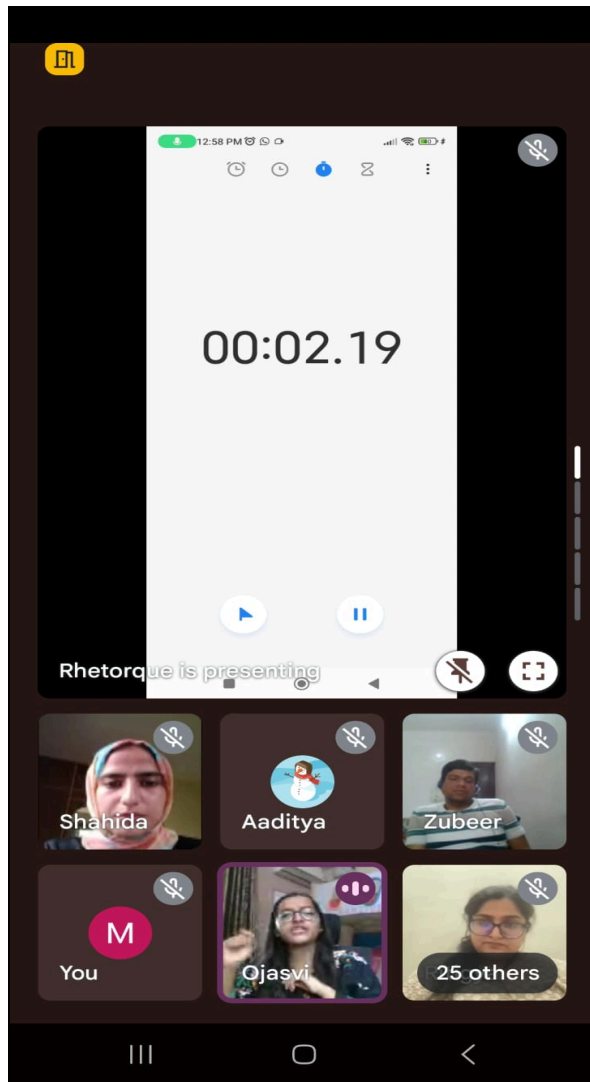 12:58 PM
00:02.19
Rhetorque is presenting
Shahida
Aaditya
Zubeer
M
You
Ojasvi
25 others